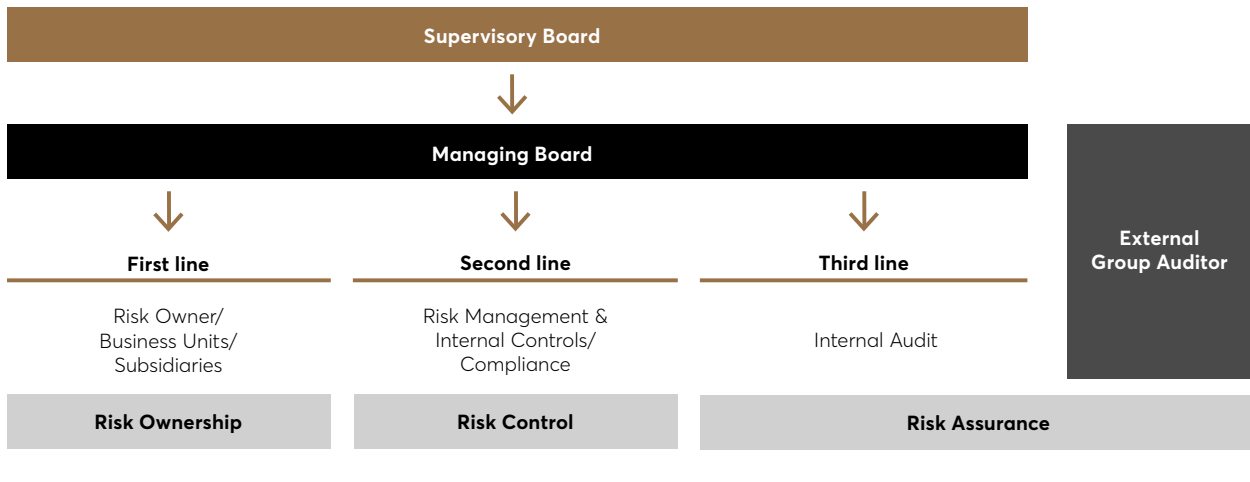 Supervisory Board
Managing Board
First line
Risk Owner/
Business Units/
Subsidiaries
Risk Ownership
Second line
Risk Management &
Internal Controls/
Compliance
Risk Control
Third line
Internal Audit
External
Group Auditor
Risk Assurance